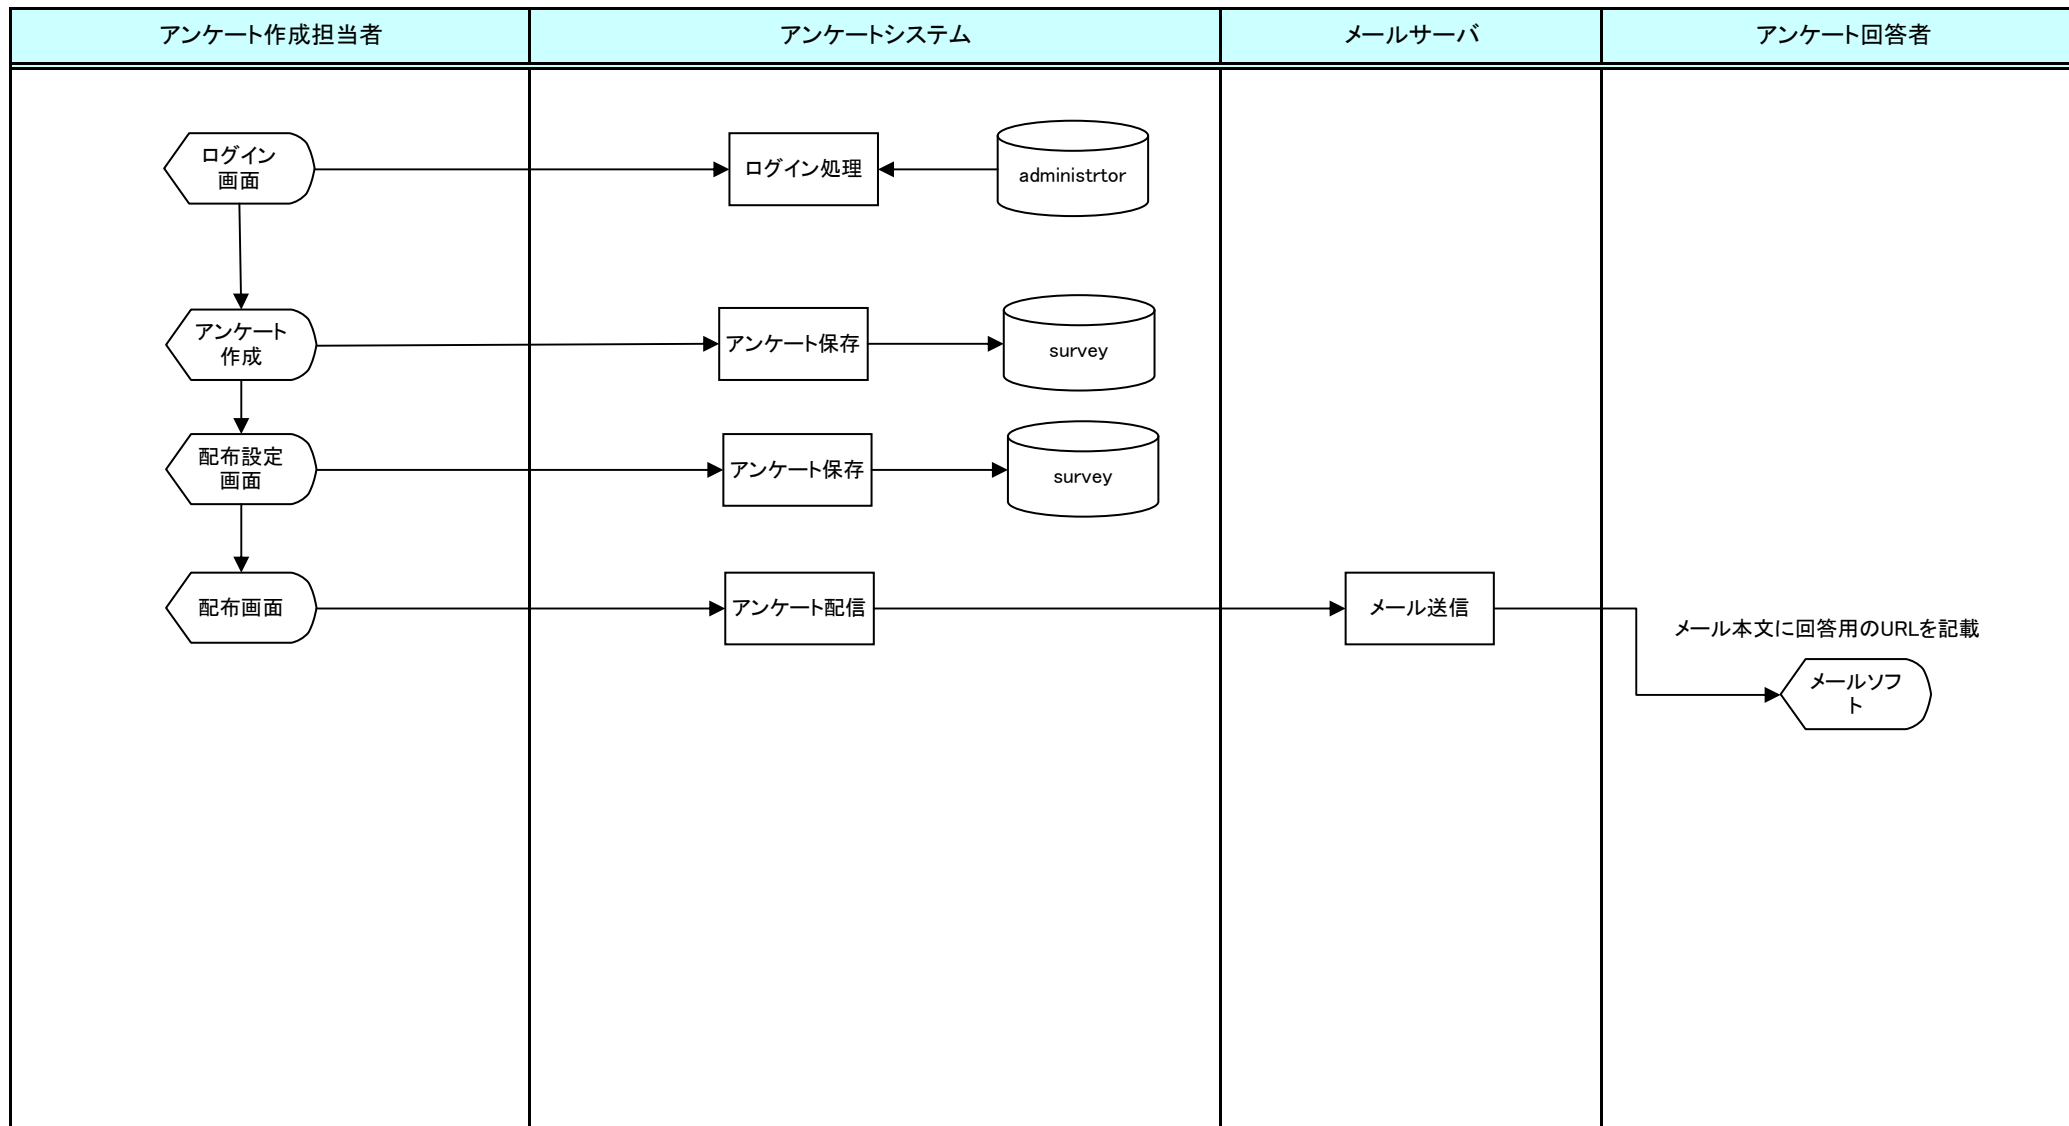 アンケート作成担当者
アンケートシステム
メールサーバ
アンケート回答者
ログイン
画面
ログイン処理
administrtor
アンケート
作成
アンケート保存
survey
配布設定
画面
アンケート保存
survey
配布画面
アンケート配信
メール送信
メール本文に回答用のURLを記載
メールソフ
ト